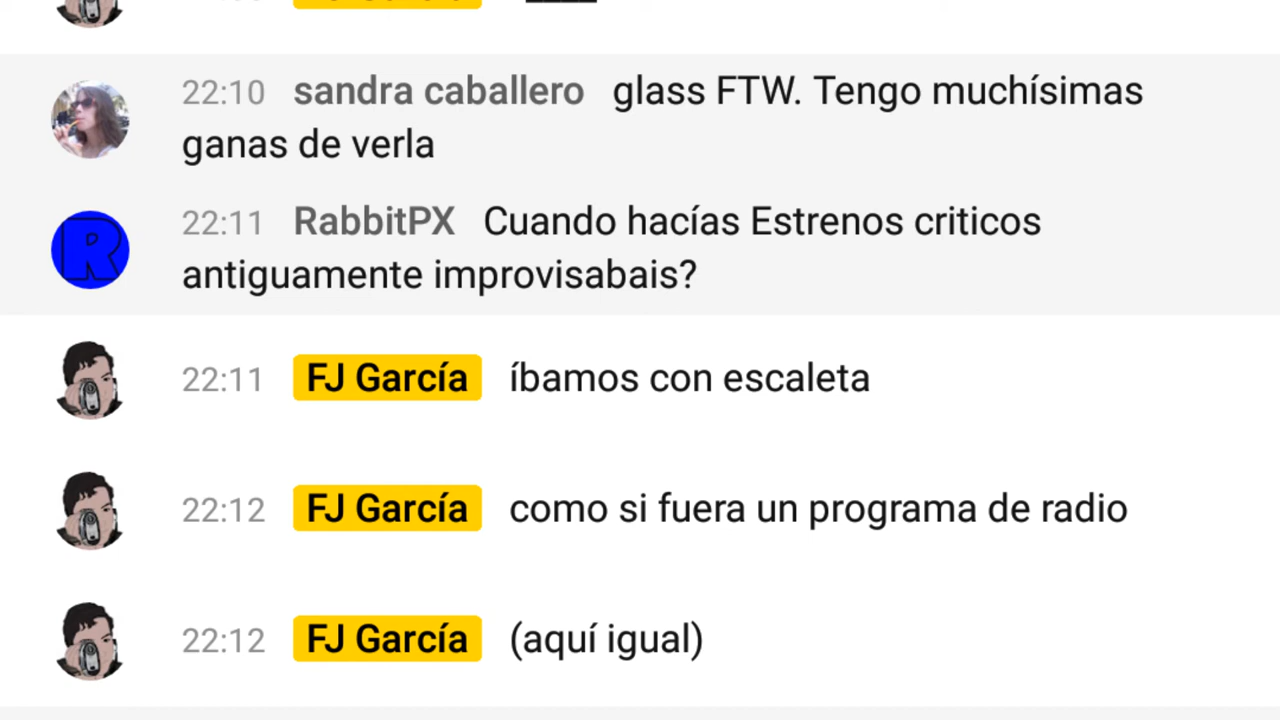 22:10 sandra caballero glass FTW. Tengo muchísimas
ganas de verla
R
22:11 RabbitPX Cuando hacías Estrenos criticos
antiguamente improvisabais?
22:11 FJ García íbamos con escaleta
22:12 FJ García como si fuera un programa de radio
22:12 FJ García (aquí igual)